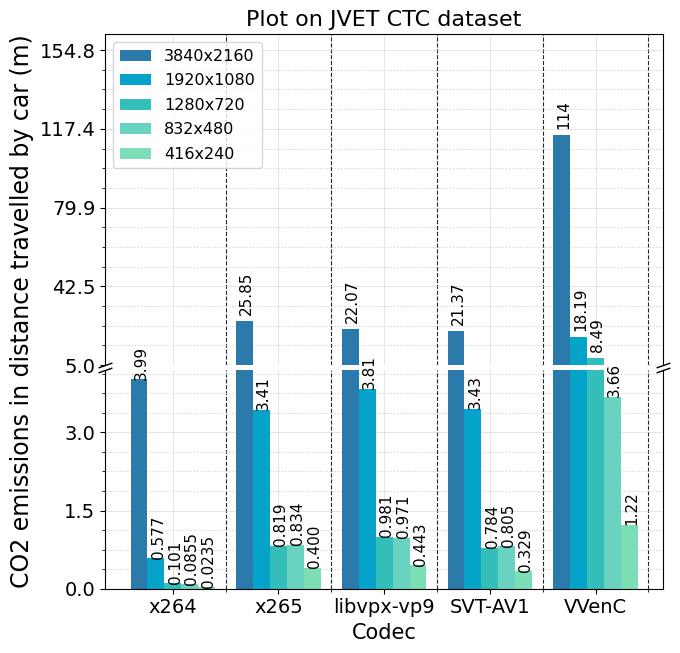 Plot on JVET CTC dataset
CO2 emissions in distance travelled by car (m)
154.8
117.4
79.9
42.5
5.0
3.0
1.5
0.0
3840x2160
1920x1080
1280x720
832x480
416x240
3.99
0.577
0.101
0.0855
0.0235
25.85
3.41
0.819
0.834
0.400
22.07
3.81
0.981
0.971
0.443
21.37
3.43
0.784
0.805
0.329
114
18.19
8.49
3.66
1.22
x264
x265
libvpx-vp9
SVT-AV1
VVenC
Codec